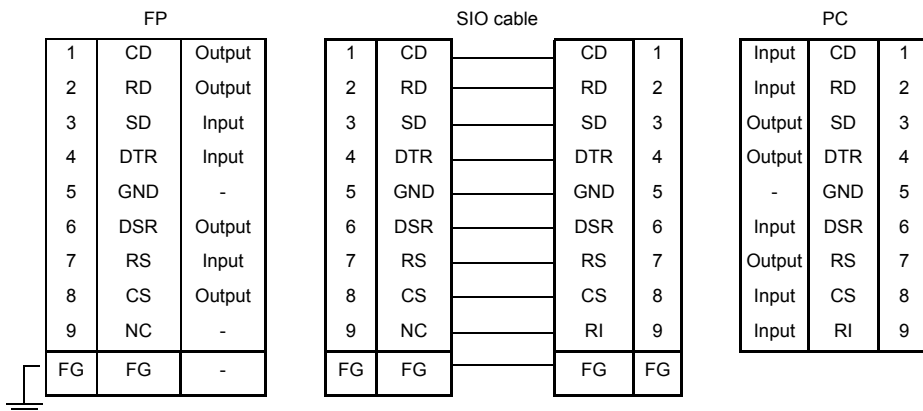 FP SIO cable PC
1 CD Output 1 CD CD 1 Input CD 1
2 RD Output 2 RD RD 2 Input RD 2
3 SD Input 3 SD SD 3 Output SD 3
4 DTR Input 4 DTR DTR 4 Output DTR 4
5 GND - 5 GND GND 5 - GND 5
6 DSR Output 6 DSR DSR 6 Input DSR 6
7 RS Input 7 RS RS 7 Output RS 7
8 CS Output 8 CS CS 8 Input CS 8
9 NC - 9 NC RI 9 Input RI 9
FG FG - FG FG FG FG